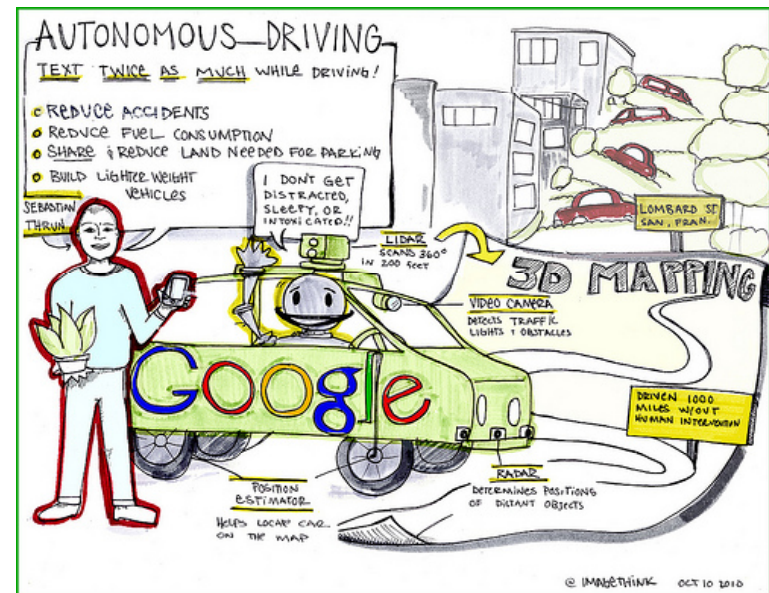 AUTONOMOUS DRIVING
TEXT TWICE AS MUCH WHILE DRIVING!
REDUCE ACCIDENTS
REDUCE FUEL CONSUMPTION
SHARE & REDUCE LAND NEEDED FOR PARKING
BUILD LIGHTER WEIGHT
VEHICLES
SEBASTIAN
THRUN
I DONT GET
DISTRACTED,
SLEEPY, OR
INTOXICATED!!
LIDAR
SCANS 360°
IN 200 feet
LOMBARD ST
SAN. FRAN.
3D MAPPING
VIDEO CAMERA
DETECTS TRAFFIC
LIGHTS & OBSTACLES
Google
DRIVEN 1000
MILES W/OUT
HUMAN INTERVENTION
POSITION
ESTIMATOR
HELPS LOCATE CAR
ON THE MAP
RADAR
DETERMINES POSITIONS
OF DISTANT OBJECTS
@ IMAGETHINK OCT 10 2010